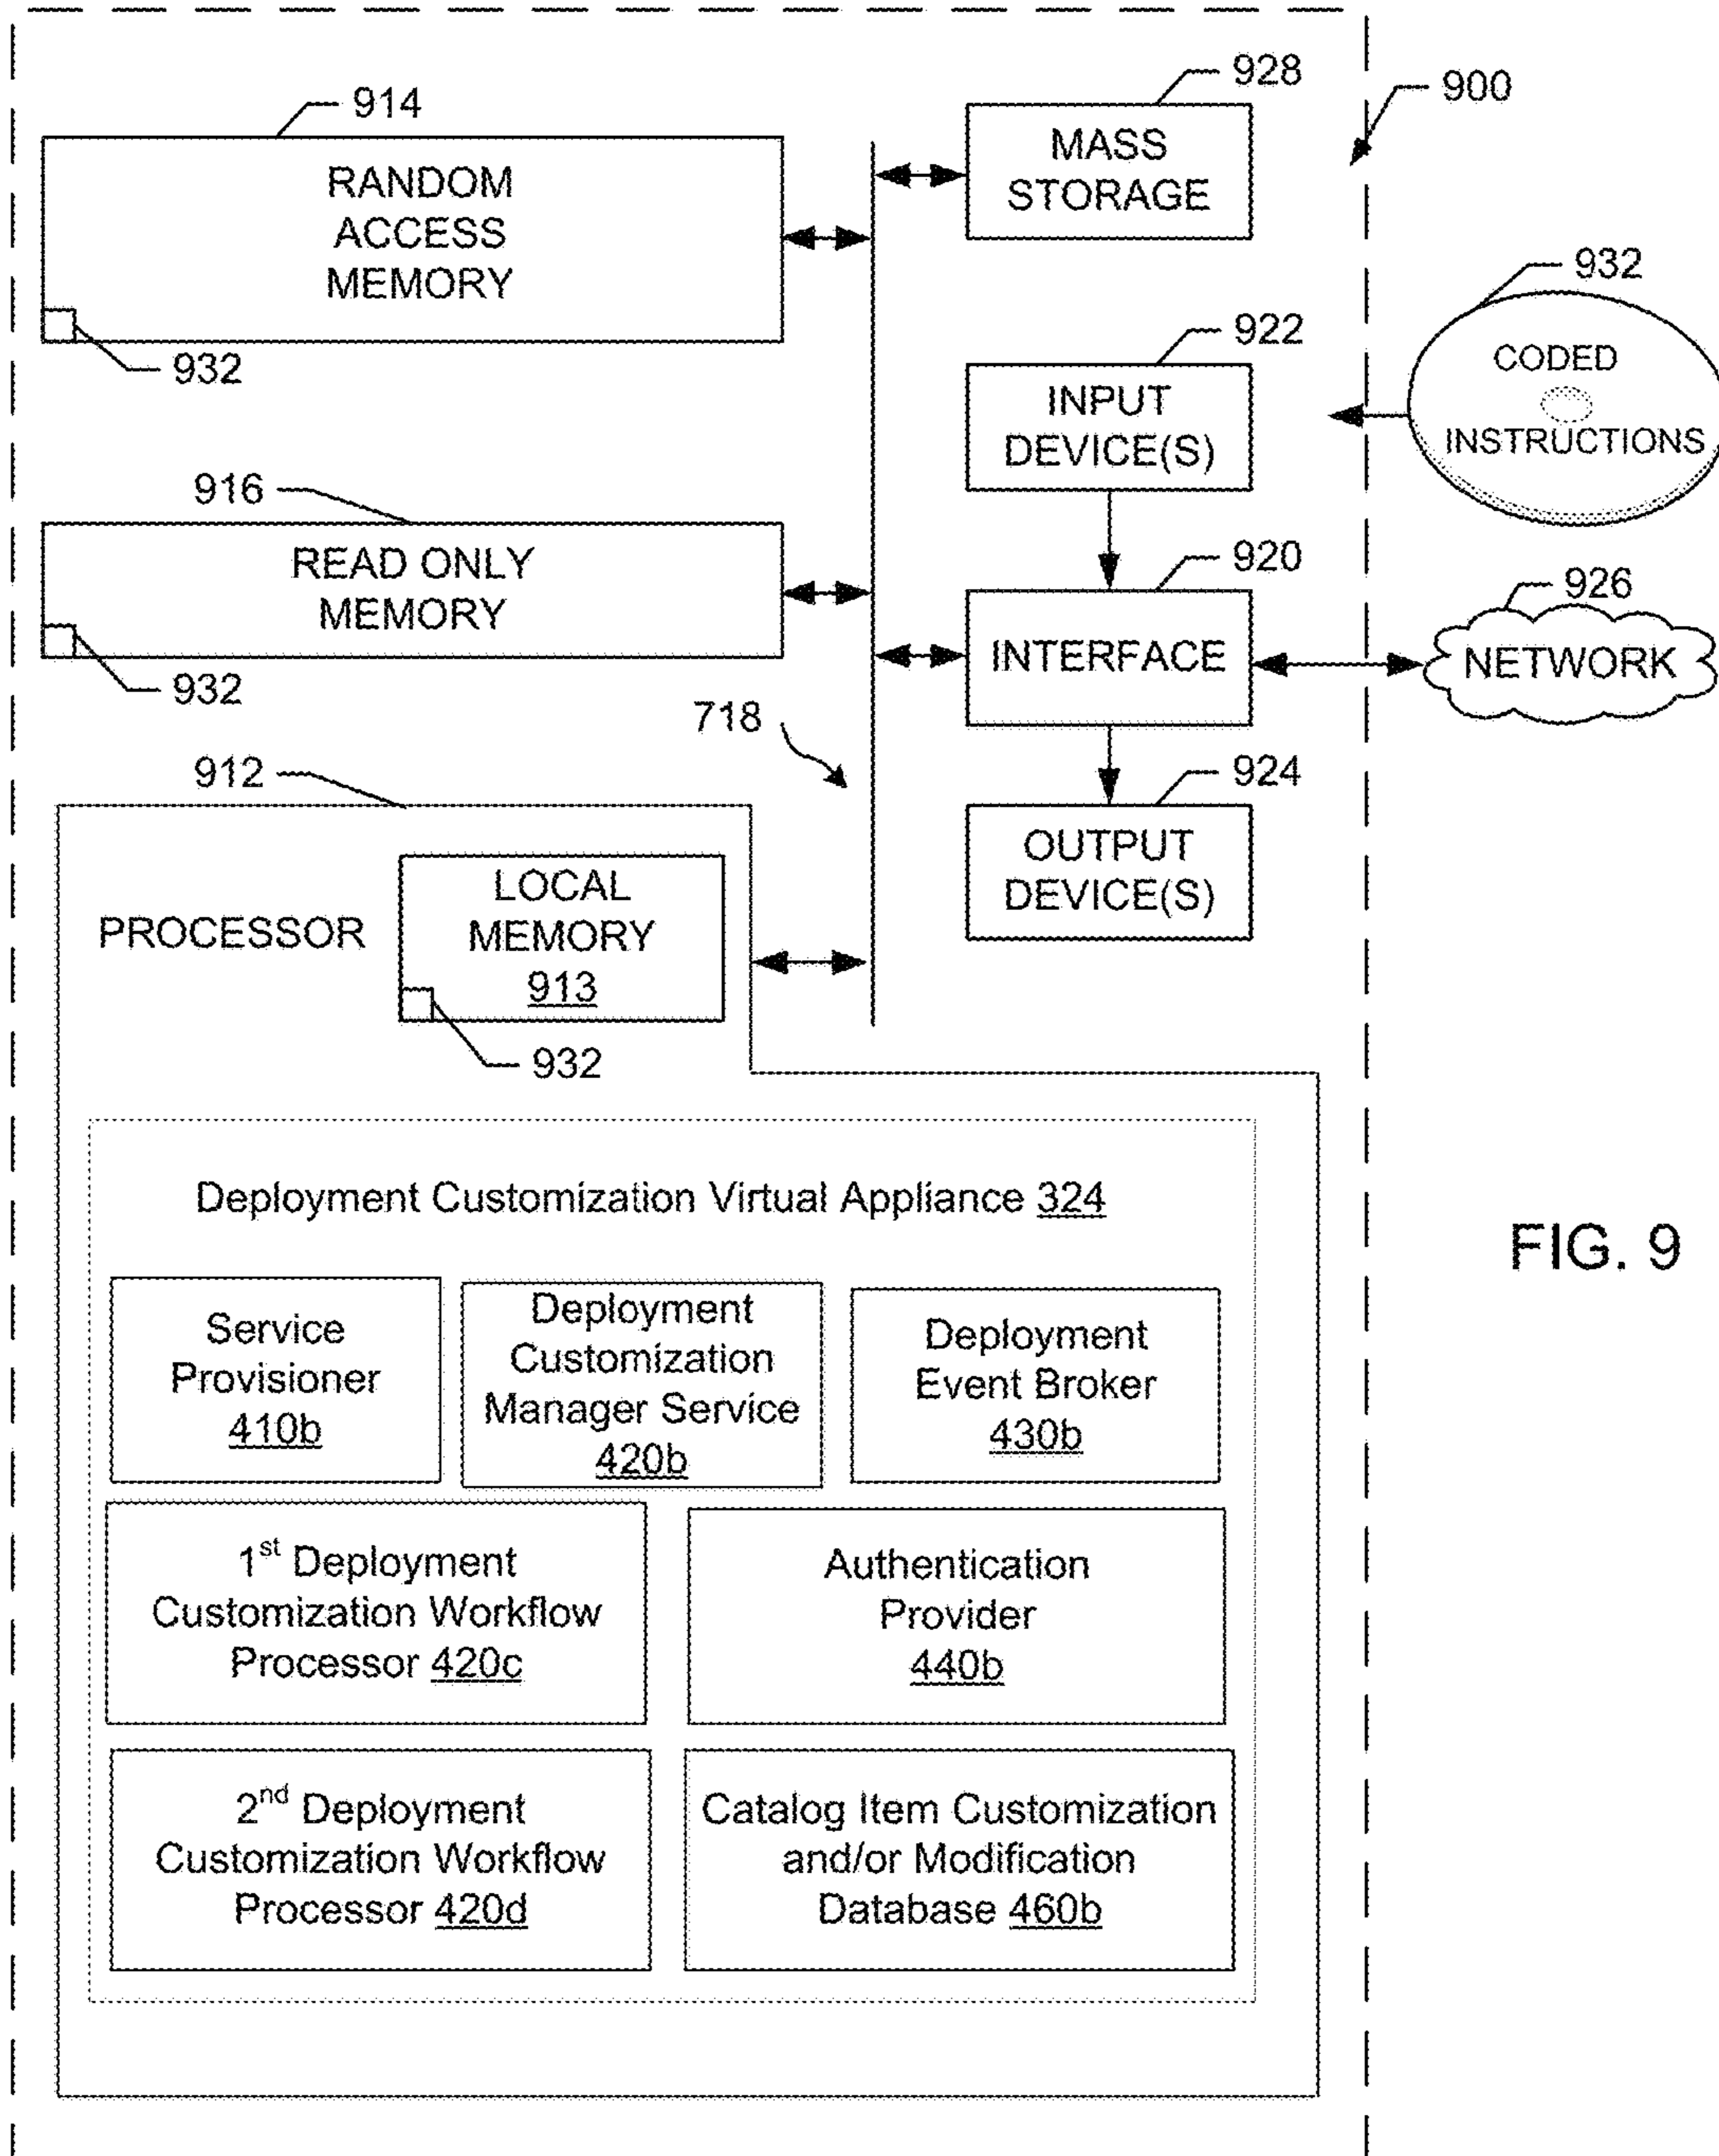 914
RANDOM
ACCESS
MEMORY
932
928
MASS
STORAGE
900
932
CODED
INSTRUCTIONS
922
INPUT
DEVICE(S)
916
READ ONLY
MEMORY
932
920
INTERFACE
926
NETWORK
718
924
OUTPUT
DEVICE(S)
912
PROCESSOR
LOCAL
MEMORY
913
932
Deployment Customization Virtual Appliance 324
Service
Provisioner
410b
Deployment
Customization
Manager Service
420b
Deployment
Event Broker
430b
1st Deployment
Customization Workflow
Processor 420c
Authentication
Provider
440b
2nd Deployment
Customization Workflow
Processor 420d
Catalog Item Customization
and/or Modification
Database 460b
FIG. 9